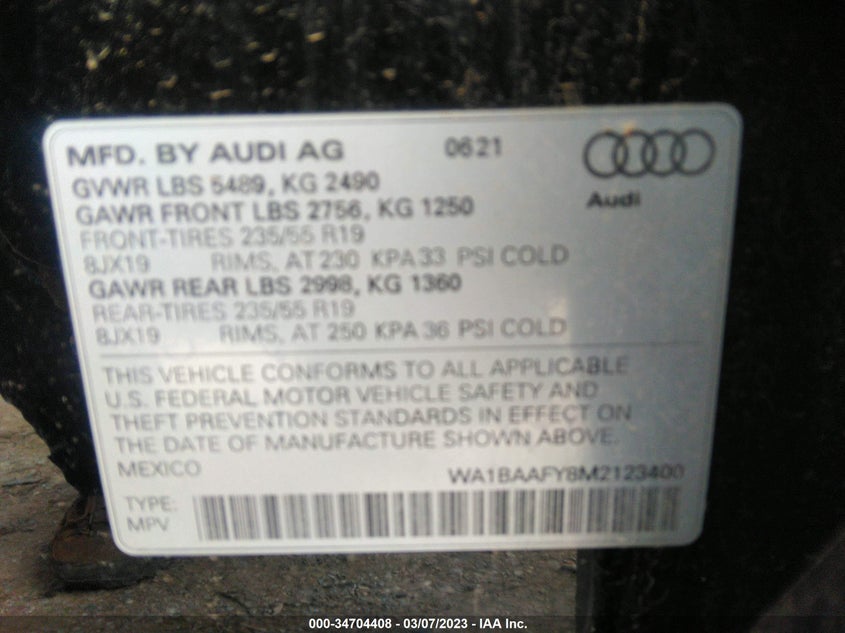 MFD. BY AUDI AG 0621
GVWR LBS 5489, KG 2490
GAWR FRONT LBS 2756, KG 1250
Audi
FRONT-TIRES 235/55 R19
8JX19 RIMS, AT 230 KPA 33 PSI COLD
GAWR REAR LBS 2998, KG 1360
REAR-TIRES 235/55 R19
8JX19 RIMS, AT 250 KPA 36 PSI COLD
THIS VEHICLE CONFORMS TO ALL APPLICABLE
U.S. FEDERAL MOTOR VEHICLE SAFETY AND
THEFT PREVENTION STANDARDS IN EFFECT ON
THE DATE OF MANUFACTURE SHOWN ABOVE.
MEXICO WA1BAAFY8M2123400
TYPE:
MPV
000-34704408 - 03/07/2023 - IAA Inc.